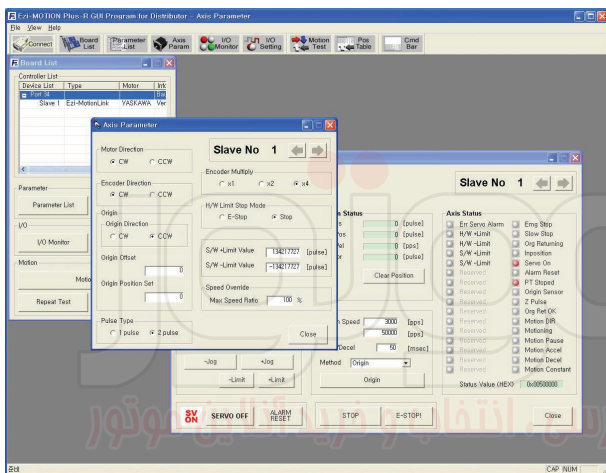 Ezi-MOTION Plus-R GUI Program for Distributor - Axis Parameter
File View Help
Connect Board List Parameter List Axis Param I/O Monitor I/O Setting Motion Test Pos Table Cmd Bar
Board List
Controller List
Device List Type Motor
Port 34
Slave 1 Ezi-MotionLink YASKAWA Ver
Parameter
Parameter List
I/O
I/O Monitor
Motion
Repeat Test
Axis Parameter
Slave No 1
Motor Direction
CW CCW
Encoder Direction
CW CCW
Origin
Origin Direction
CW CCW
Origin Offset
0
Origin Position Set
0
Pulse Type
1 pulse 2 pulse
Encoder Multiply
x1 x2 x4
H/W Limit Stop Mode
E-Stop Stop
S/W +Limit Value 134217727 [pulse]
S/W -Limit Value -134217727 [pulse]
Speed Override
Max Speed Ratio 100 %
Close
Slave No 1
Status
0 [pulse]
0 [pulse]
0 [pps]
0 [pulse]
Clear Position
Speed 3000 [pps]
50000 [pps]
50 [msec]
Method Origin
Origin
-Jog +Jog
-Limit +Limit
Axis Status
Err Servo Alarm Emg Stop
H/W +Limit Slow Stop
H/W -Limit Org Returning
S/W +Limit Inposition
S/W -Limit Servo On
Reserved Alarm Reset
Reserved PT Stoped
Reserved Origin Sensor
Reserved Z Pulse
Reserved Org Ret OK
Reserved Motion DIR
Reserved Motioning
Reserved Motion Pause
Reserved Motion Accel
Reserved Motion Decel
Reserved Motion Constant
Status Value (HEX) 0x00500000
SV ON SERVO OFF ALARM RESET STOP E-STOP! Close
انتخاب و خرید آنلاین موتور
준비 CAP NUM